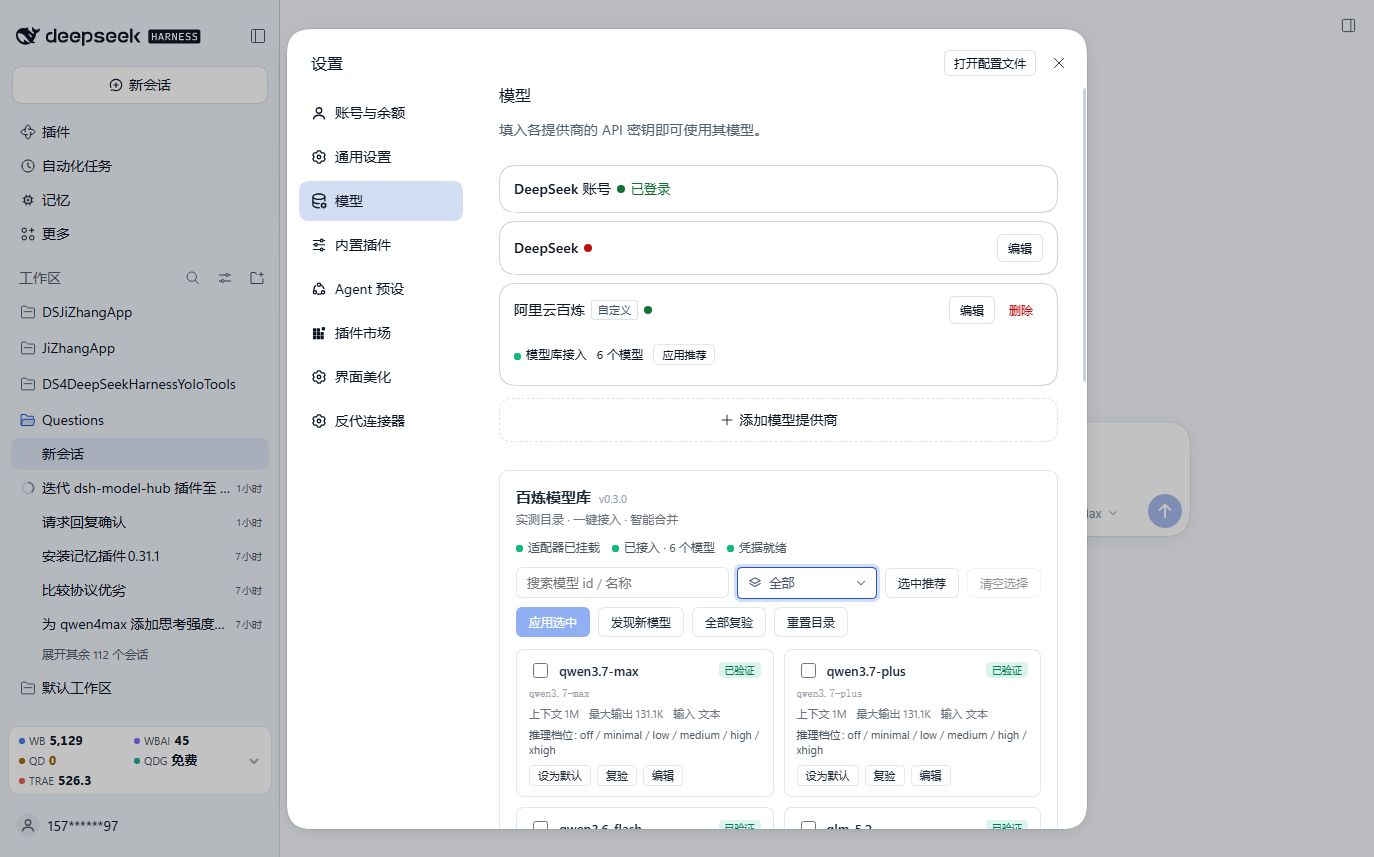 deepseek HARNESS
新会话
插件
自动化任务
记忆
更多
工作区
DSJiZhangApp
JiZhangApp
DS4DeepSeekHarnessYoloTools
Questions
新会话
迭代 dsh-model-hub 插件至 ... 1小时
请求回复确认 1小时
安装记忆插件0.31.1 7小时
比较协议优劣 7小时
为 qwen4max 添加思考强度... 7小时
展开其余 112 个会话
默认工作区
WB 5,129 WBAI 45
QD 0 QDG 免费
TRAE 526.3
157******97
设置
打开配置文件
账号与余额
通用设置
模型
内置插件
Agent 预设
插件市场
界面美化
反代连接器
模型
填入各提供商的 API 密钥即可使用其模型。
DeepSeek 账号 已登录
DeepSeek 编辑
阿里云百炼 自定义 编辑 删除
模型库接入 6 个模型 应用推荐
添加模型提供商
百炼模型库 v0.3.0
实测目录 · 一键接入 · 智能合并
适配器已挂载 已接入 · 6 个模型 凭据就绪
搜索模型 id / 名称 全部 选中推荐 清空选择
应用选中 发现新模型 全部复验 重置目录
qwen3.7-max 已验证
qwen3.7-max
上下文 1M 最大输出 131.1K 输入 文本
推理档位: off / minimal / low / medium / high /
xhigh
设为默认 复验 编辑
qwen3.7-plus 已验证
qwen3.7-plus
上下文 1M 最大输出 131.1K 输入 文本
推理档位: off / minimal / low / medium / high /
xhigh
设为默认 复验 编辑
qwen3.6-flash 已验证
glm-5.2 已验证